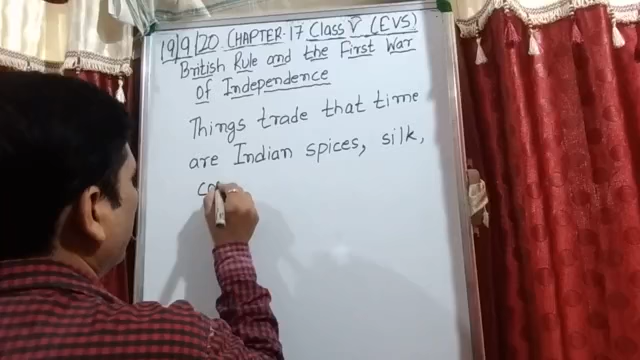 19/9/20 CHAPTER-17 Class V (EVS)
British Rule and the First War
Of Independence
Things trade that time
are Indian spices, silk,
co